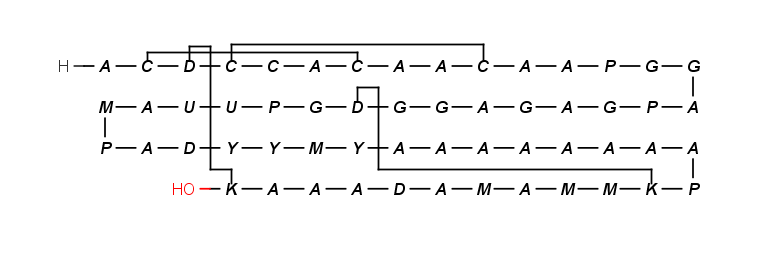 H A C D C C A C A A C A A P G G
M A U U P G D G G A G A G P A
P A D Y Y M Y A A A A A A A A
HO K A A A D A M A M M K P